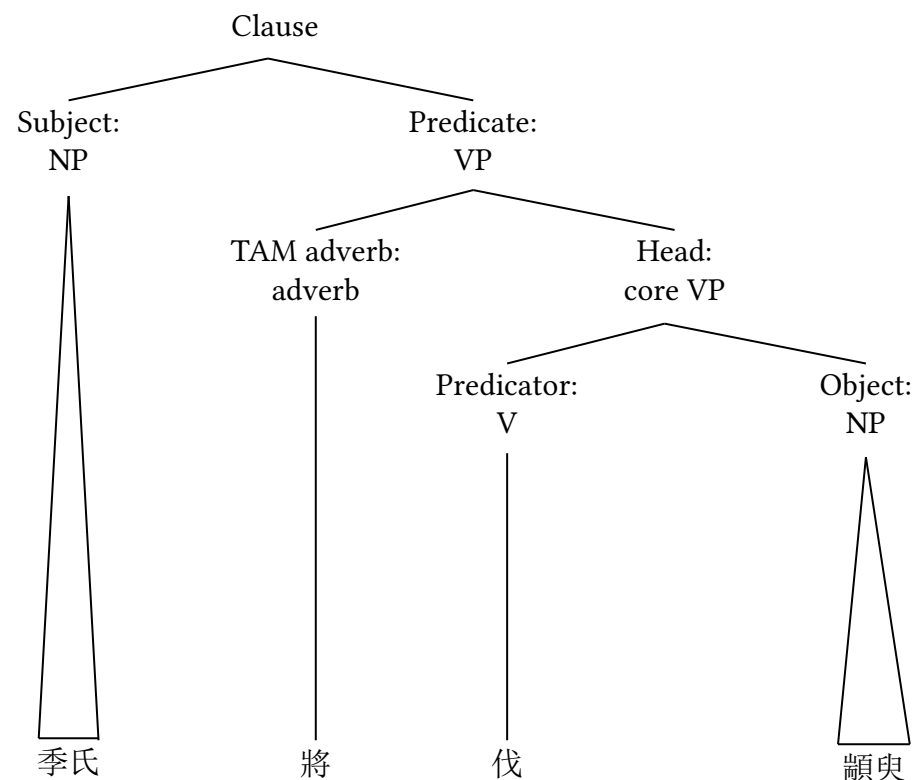 Clause
Subject:
NP
Predicate:
VP
TAM adverb:
adverb
Head:
core VP
Predicator:
V
Object:
NP
季氏
將
伐
顓臾